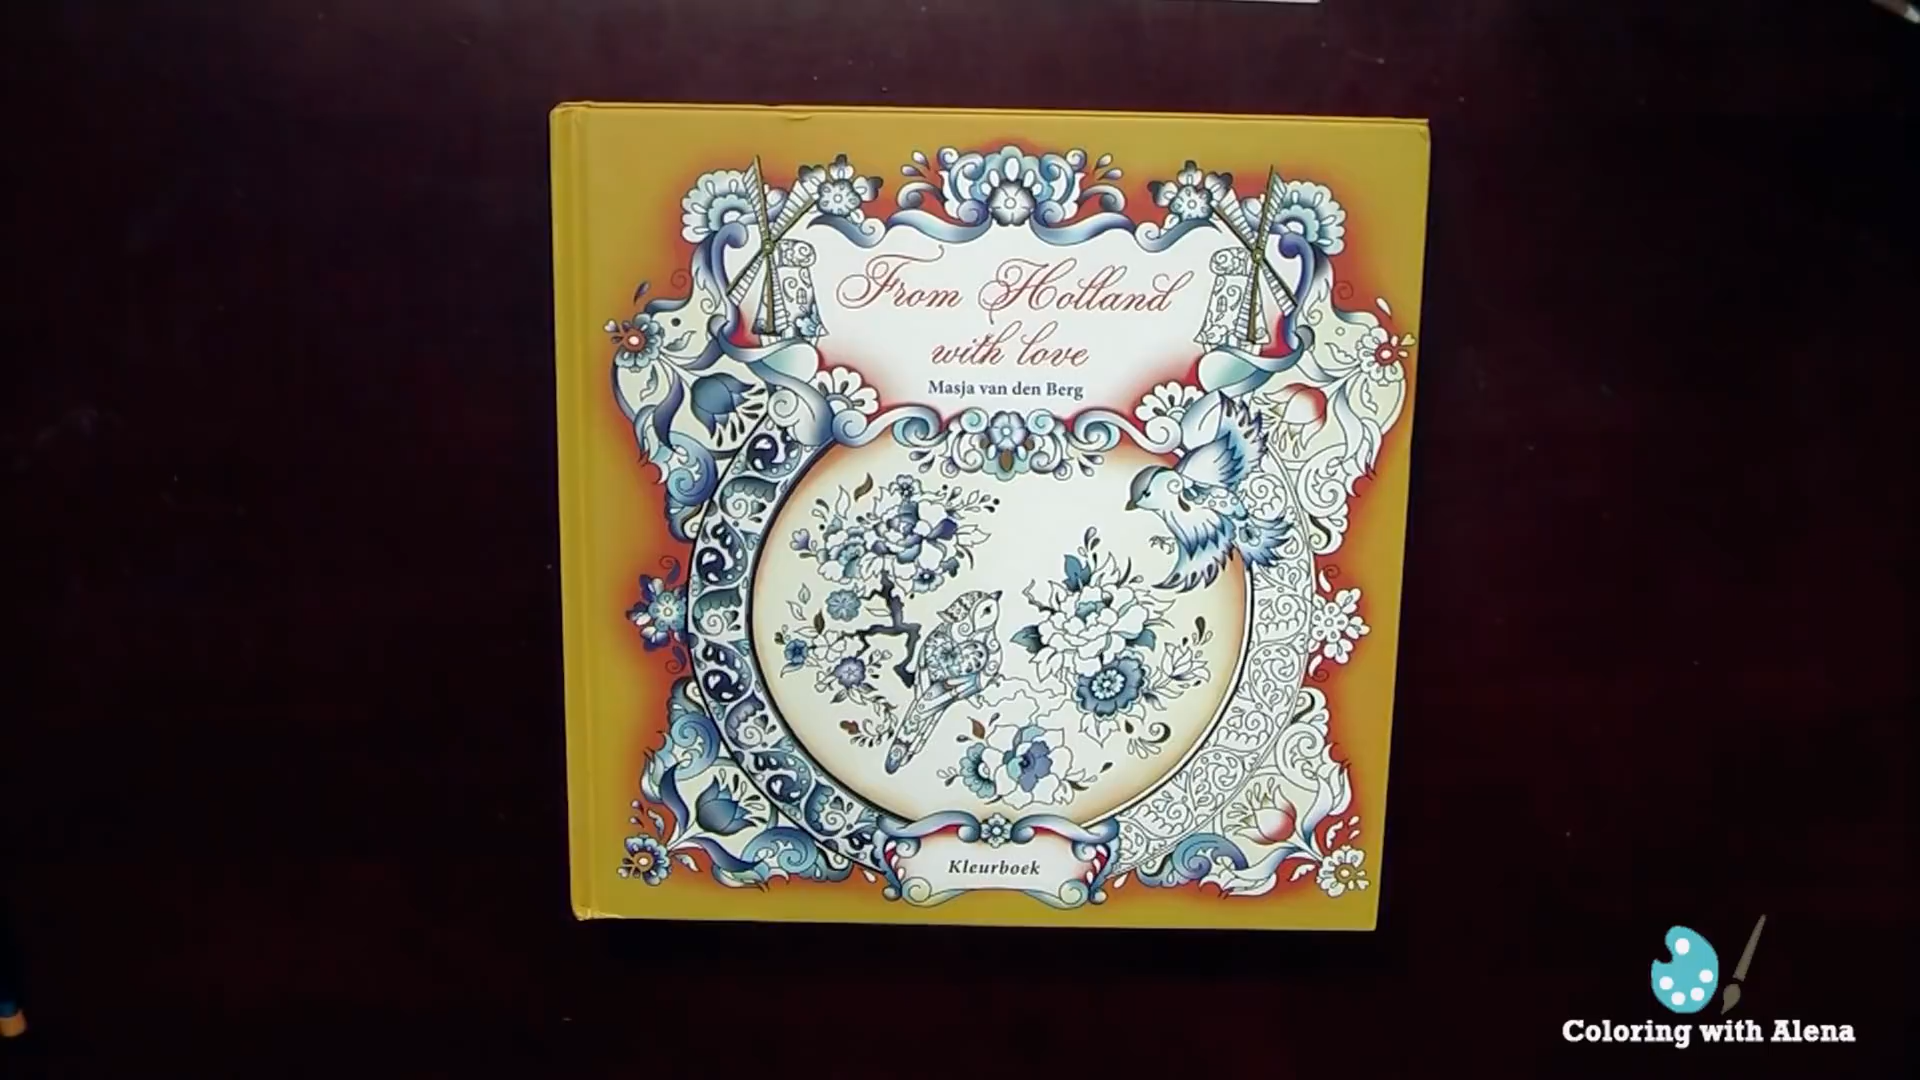 From Holland
with love
Masja van den Berg
Kleurboek
Coloring with Alena